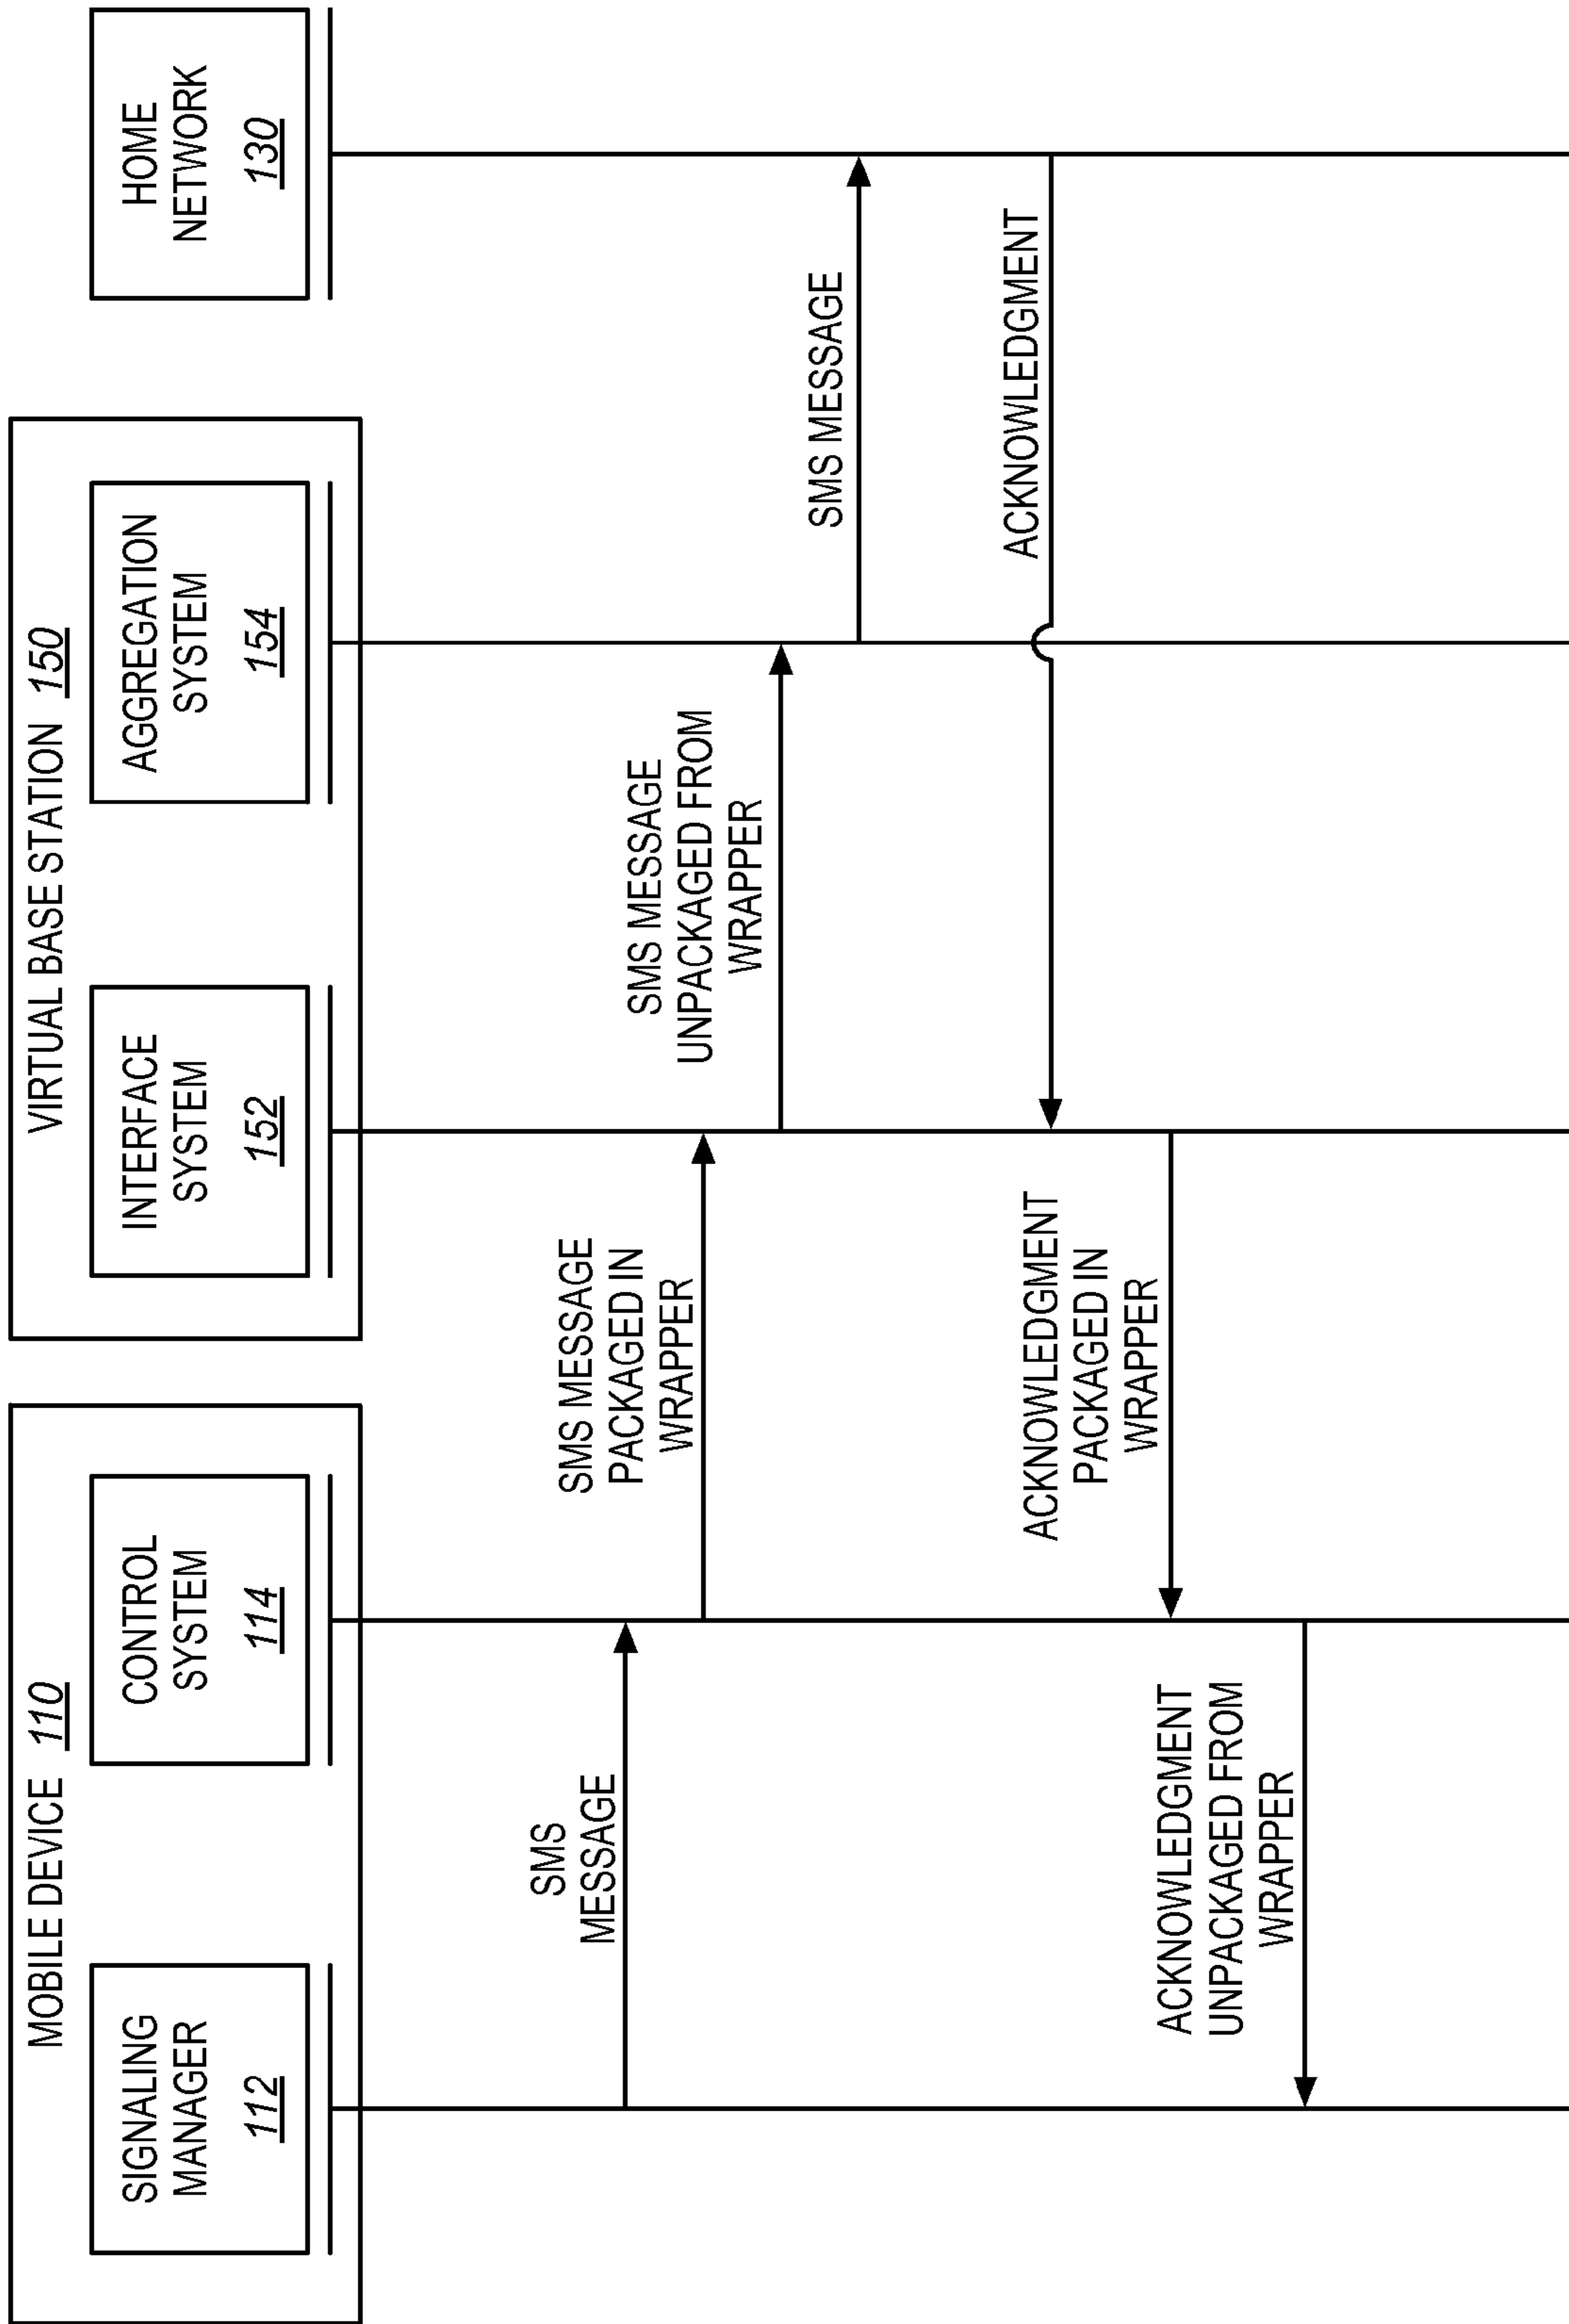 MOBILE DEVICE 110
SIGNALING
MANAGER
112
CONTROL
SYSTEM
114
VIRTUAL BASE STATION 150
INTERFACE
SYSTEM
152
AGGREGATION
SYSTEM
154
HOME
NETWORK
130
SMS
MESSAGE
SMS MESSAGE
PACKAGED IN
WRAPPER
SMS MESSAGE
UNPACKAGED FROM
WRAPPER
SMS MESSAGE
ACKNOWLEDGMENT
ACKNOWLEDGMENT
PACKAGED IN
WRAPPER
ACKNOWLEDGMENT
UNPACKAGED FROM
WRAPPER